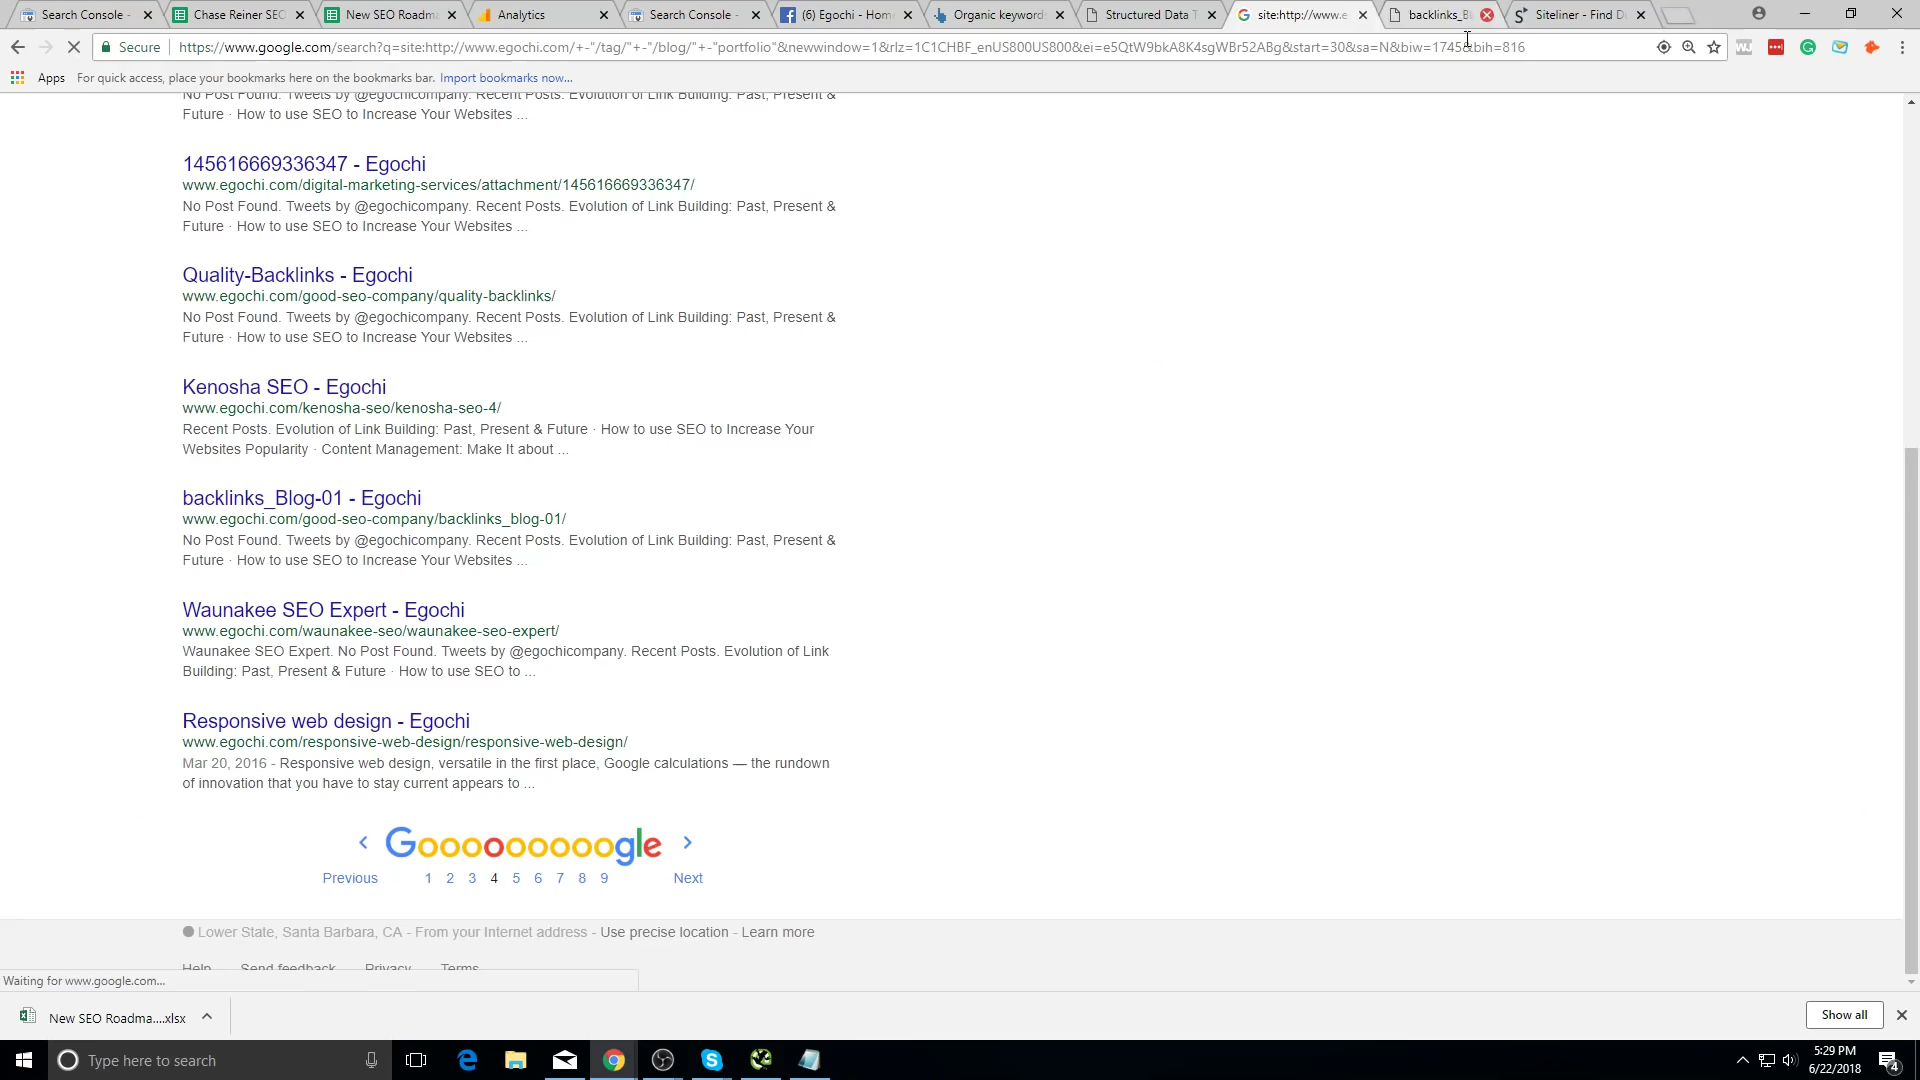 Search Console -
Chase Reiner SEO
New SEO Roadma
Analytics
Search Console -
(6) Egochi - Hom
Organic keyword
Structured Data T
site:http://www.e
backlinks_B
Siteliner - Find D
Secure
https://www.google.com/search?q=site:http://www.egochi.com/+-"/tag/"+-"/blog/"+-"portfolio"&newwindow=1&rlz=1C1CHBF_enUS800US800&ei=e5QtW9bkA8K4sgWBr52ABg&start=30&sa=N&biw=1745&bih=816
Apps
For quick access, place your bookmarks here on the bookmarks bar. Import bookmarks now...
No Post Found. Tweets by @egochicompany. Recent Posts. Evolution of Link Building: Past, Present &
Future · How to use SEO to Increase Your Websites ...
145616669336347 - Egochi
www.egochi.com/digital-marketing-services/attachment/145616669336347/
No Post Found. Tweets by @egochicompany. Recent Posts. Evolution of Link Building: Past, Present &
Future · How to use SEO to Increase Your Websites ...
Quality-Backlinks - Egochi
www.egochi.com/good-seo-company/quality-backlinks/
No Post Found. Tweets by @egochicompany. Recent Posts. Evolution of Link Building: Past, Present &
Future · How to use SEO to Increase Your Websites ...
Kenosha SEO - Egochi
www.egochi.com/kenosha-seo/kenosha-seo-4/
Recent Posts. Evolution of Link Building: Past, Present & Future · How to use SEO to Increase Your
Websites Popularity · Content Management: Make It about ...
backlinks_Blog-01 - Egochi
www.egochi.com/good-seo-company/backlinks_blog-01/
No Post Found. Tweets by @egochicompany. Recent Posts. Evolution of Link Building: Past, Present &
Future · How to use SEO to Increase Your Websites ...
Waunakee SEO Expert - Egochi
www.egochi.com/waunakee-seo/waunakee-seo-expert/
Waunakee SEO Expert. No Post Found. Tweets by @egochicompany. Recent Posts. Evolution of Link
Building: Past, Present & Future · How to use SEO to ...
Responsive web design - Egochi
www.egochi.com/responsive-web-design/responsive-web-design/
Mar 20, 2016 - Responsive web design, versatile in the first place, Google calculations — the rundown
of innovation that you have to stay current appears to ...
Goooooooooogle
Previous 1 2 3 4 5 6 7 8 9 Next
Lower State, Santa Barbara, CA - From your Internet address - Use precise location - Learn more
Help Send feedback Privacy Terms
Waiting for www.google.com...
New SEO Roadma....xlsx
Show all
Type here to search
5:29 PM
6/22/2018
4